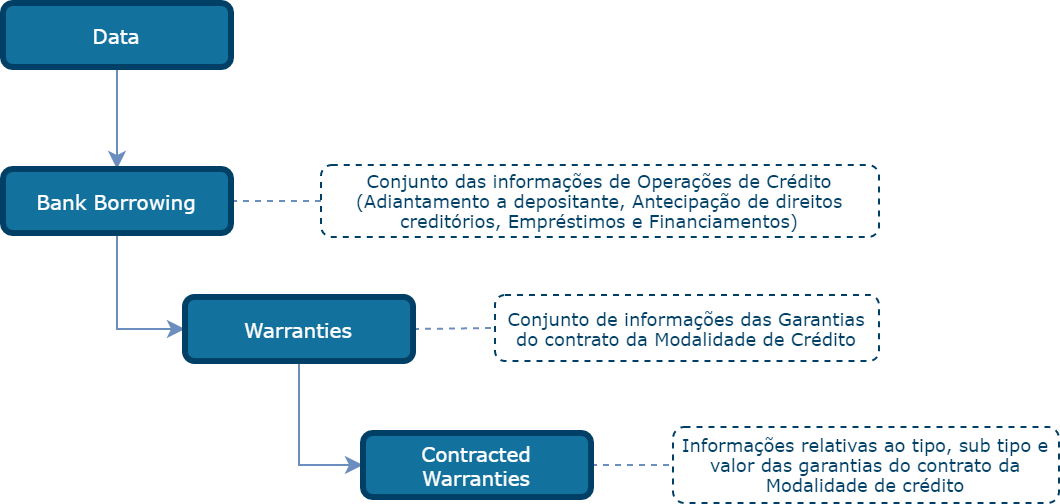 Data
Bank Borrowing
Conjunto das informações de Operações de Crédito
(Adiantamento a depositante, Antecipação de direitos
creditórios, Empréstimos e Financiamentos)
Warranties
Conjunto de informações das Garantias
do contrato da Modalidade de Crédito
Contracted
Warranties
Informações relativas ao tipo, sub tipo e
valor das garantias do contrato da
Modalidade de crédito